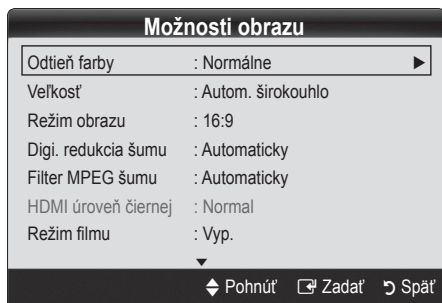 Možnosti obrazu
Odtieň farby : Normálne
Veľkosť : Autom. širokouhlo
Režim obrazu : 16:9
Digi. redukcia šumu : Automaticky
Filter MPEG šumu : Automaticky
HDMI úroveň čiernej : Normal
Režim filmu : Vyp.
Pohnúť Zadať Späť